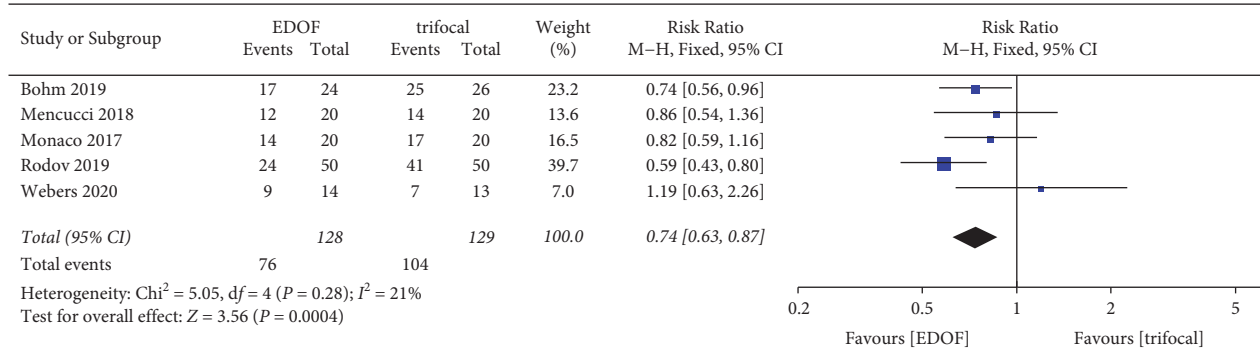 Study or Subgroup EDOF trifocal Weight (%) Risk Ratio M−H, Fixed, 95% CI Risk Ratio M−H, Fixed, 95% CI
Events Total Events Total
Bohm 2019 17 24 25 26 23.2 0.74 [0.56, 0.96]
Mencucci 2018 12 20 14 20 13.6 0.86 [0.54, 1.36]
Monaco 2017 14 20 17 20 16.5 0.82 [0.59, 1.16]
Rodov 2019 24 50 41 50 39.7 0.59 [0.43, 0.80]
Webers 2020 9 14 7 13 7.0 1.19 [0.63, 2.26]
Total (95% CI) 128 129 100.0 0.74 [0.63, 0.87]
Total events 76 104
Heterogeneity: Chi² = 5.05, df = 4 (P = 0.28); I² = 21%
Test for overall effect: Z = 3.56 (P = 0.0004)
0.2 0.5 1 2 5
Favours [EDOF] Favours [trifocal]